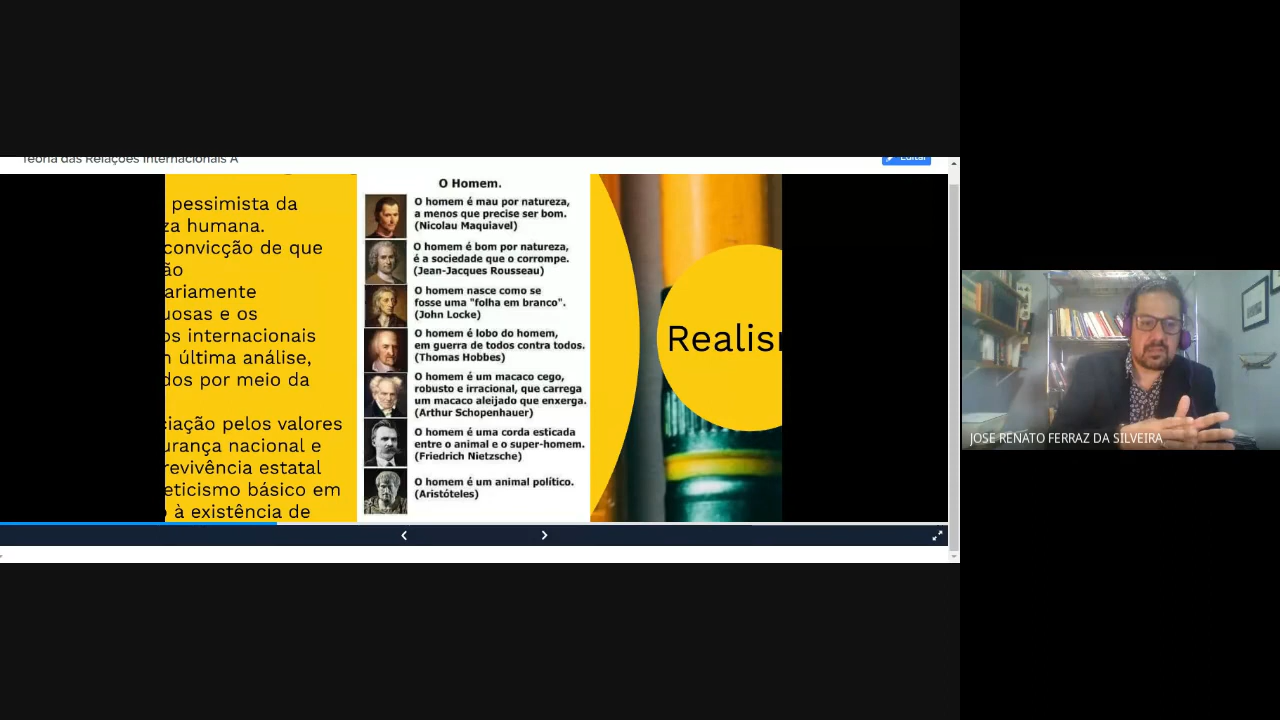 Teoria das Relações Internacionais A
Editar
pessimista da
za humana.
convicção de que
ão
ariamente
uosas e os
os internacionais
n última análise,
dos por meio da
ciação pelos valores
urança nacional e
revivência estatal
eticismo básico em
o à existência de
O Homem.
O homem é mau por natureza,
a menos que precise ser bom.
(Nicolau Maquiavel)
O homem é bom por natureza,
é a sociedade que o corrompe.
(Jean-Jacques Rousseau)
O homem nasce como se
fosse uma "folha em branco".
(John Locke)
O homem é lobo do homem,
em guerra de todos contra todos.
(Thomas Hobbes)
O homem é um macaco cego,
robusto e irracional, que carrega
um macaco aleijado que enxerga.
(Arthur Schopenhauer)
O homem é uma corda esticada
entre o animal e o super-homem.
(Friedrich Nietzsche)
O homem é um animal político.
(Aristóteles)
Realism
JOSE RENATO FERRAZ DA SILVEIRA